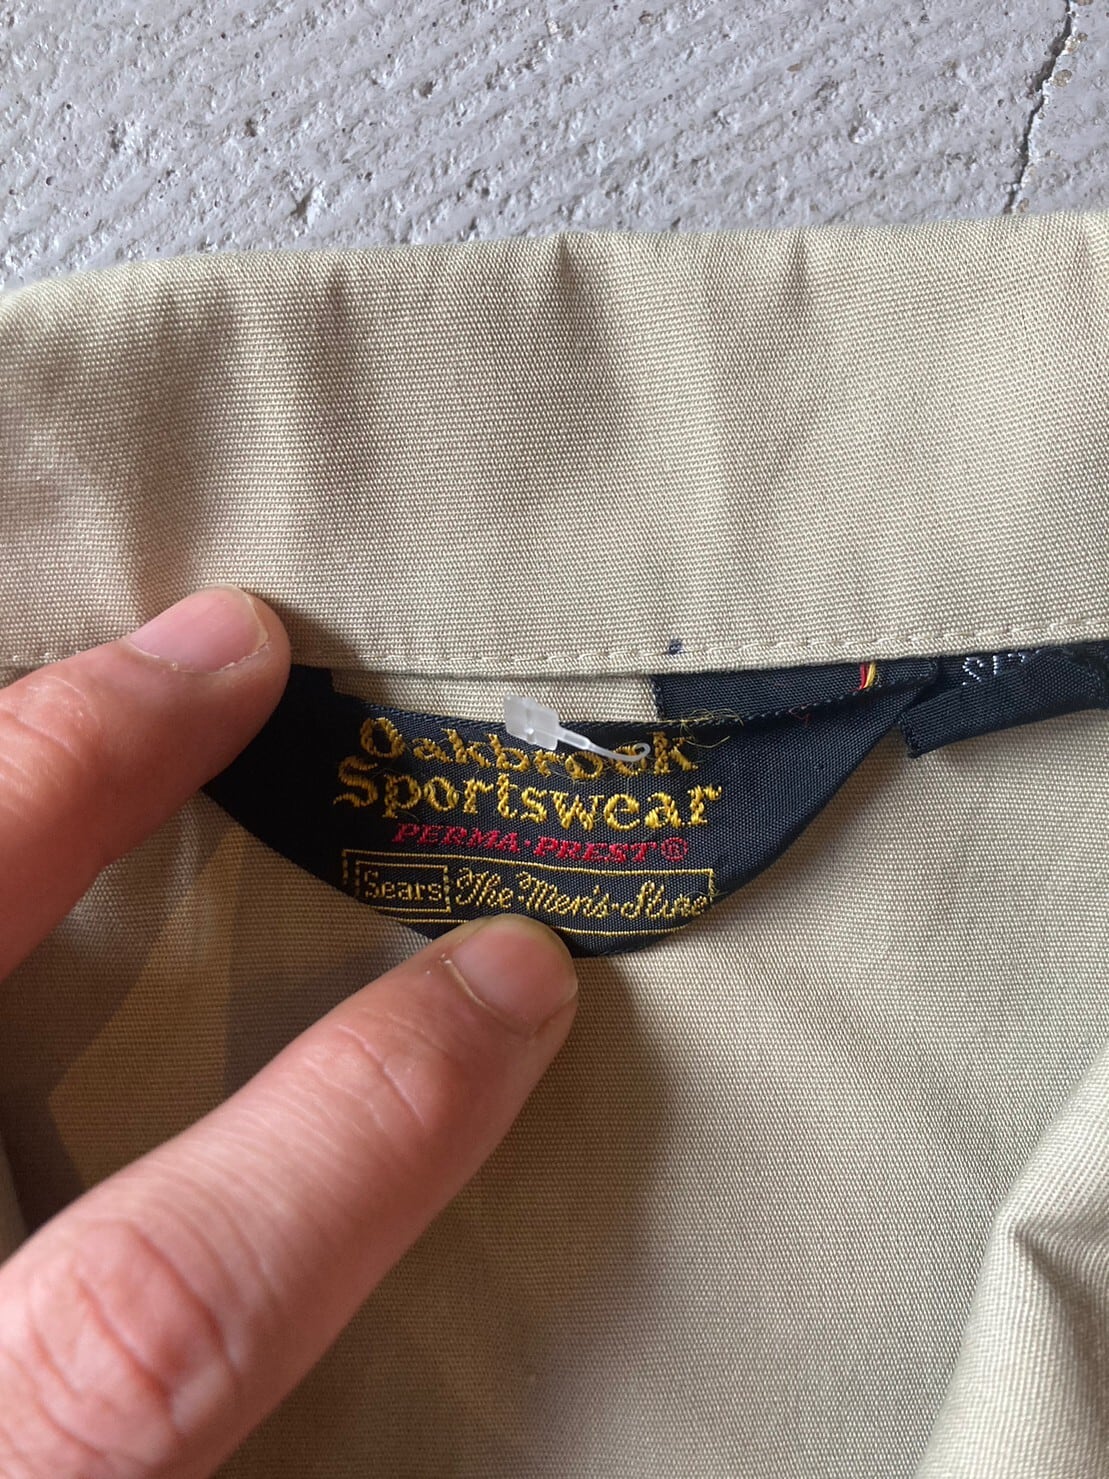 Oakbrook
Sportswear
PERMA-PREST®
Sears The Men's Store